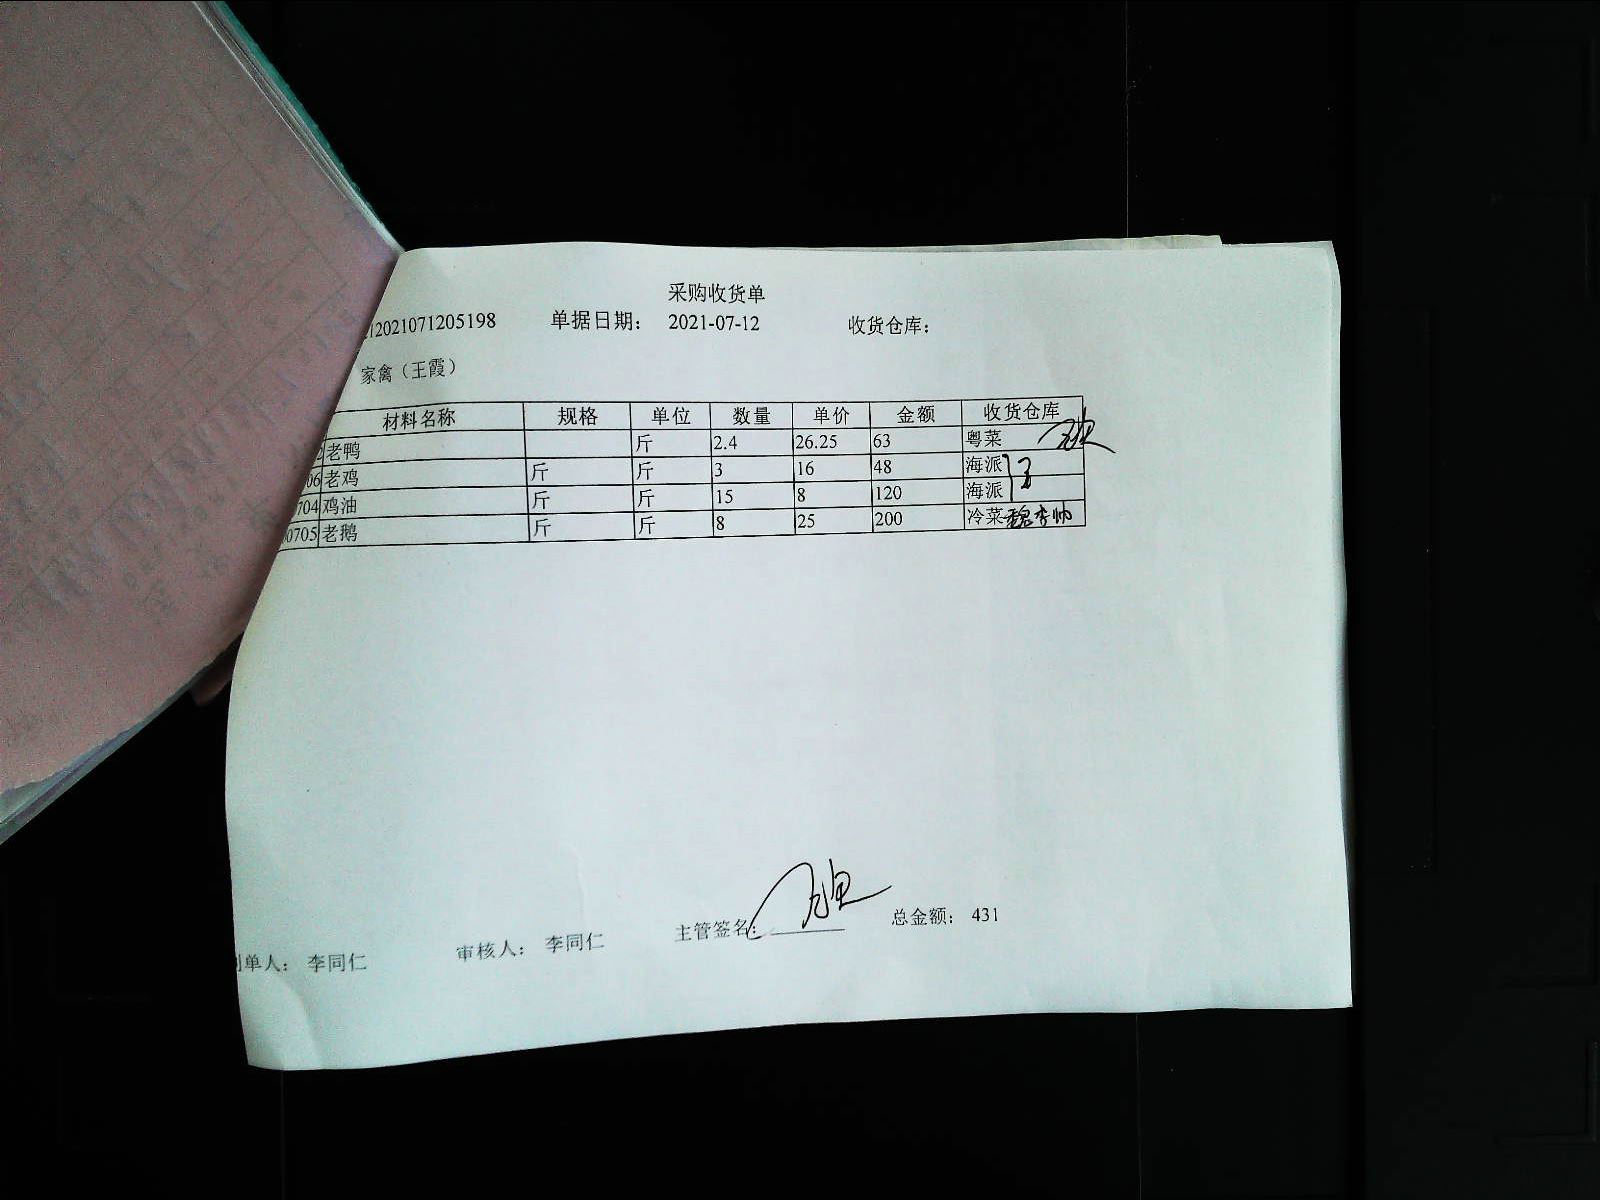 采购收货单
12021071205198 单据日期： 2021-07-12 收货仓库：
家禽（王霞）
材料名称 规格 单位 数量 单价 金额 收货仓库
老鸭 斤 2.4 26.25 63 粤菜
06 老鸡 斤 斤 3 16 48 海派
704 鸡油 斤 斤 15 8 120 海派
0705 老鹅 斤 斤 8 25 200 冷菜
主管签名： 总金额： 431
单人： 李同仁 审核人： 李同仁